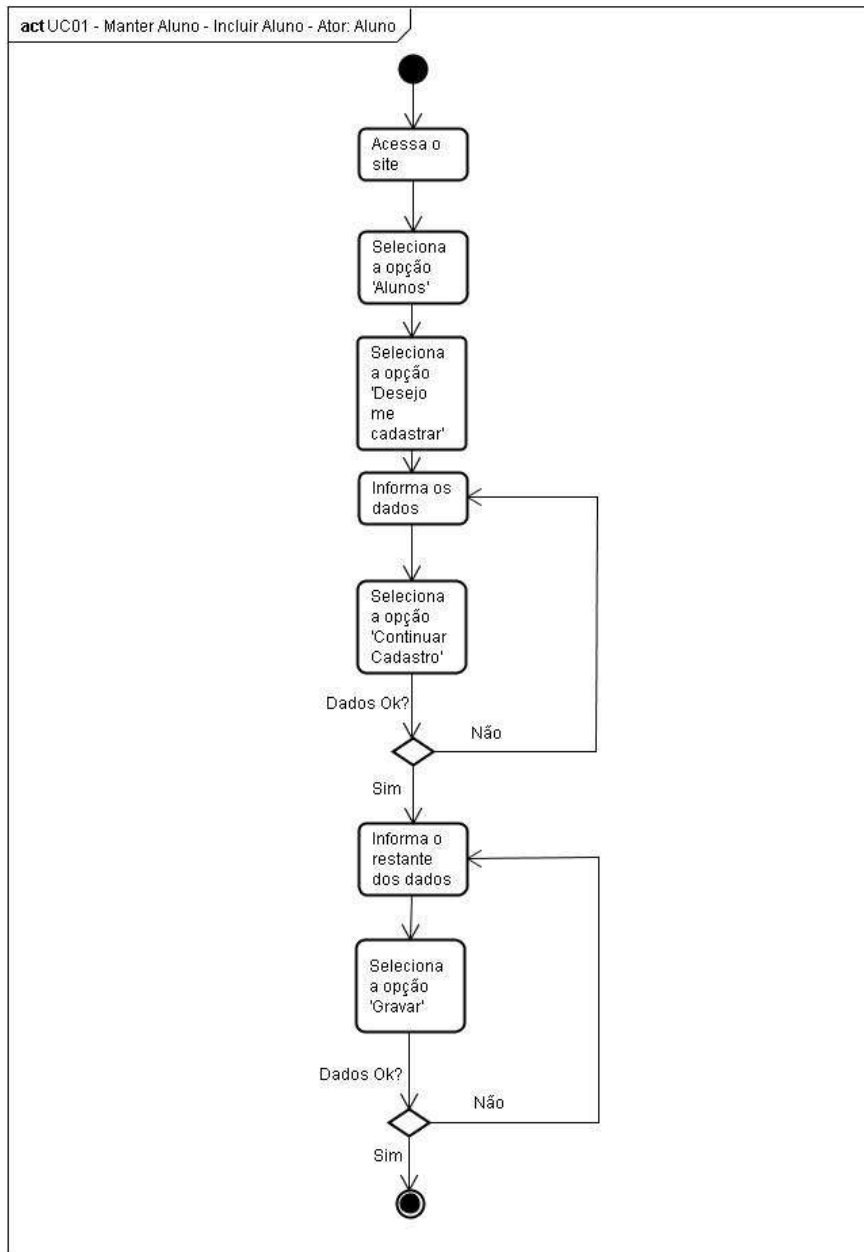 act UC01 - Manter Aluno - Incluir Aluno - Ator: Aluno
Acessa o
site
Seleciona
a opção
'Alunos'
Seleciona
a opção
'Desejo
me
cadastrar'
Informa os
dados
Seleciona
a opção
'Continuar
Cadastro'
Dados Ok?
Não
Sim
Informa o
restante
dos dados
Seleciona
a opção
'Gravar'
Dados Ok?
Não
Sim